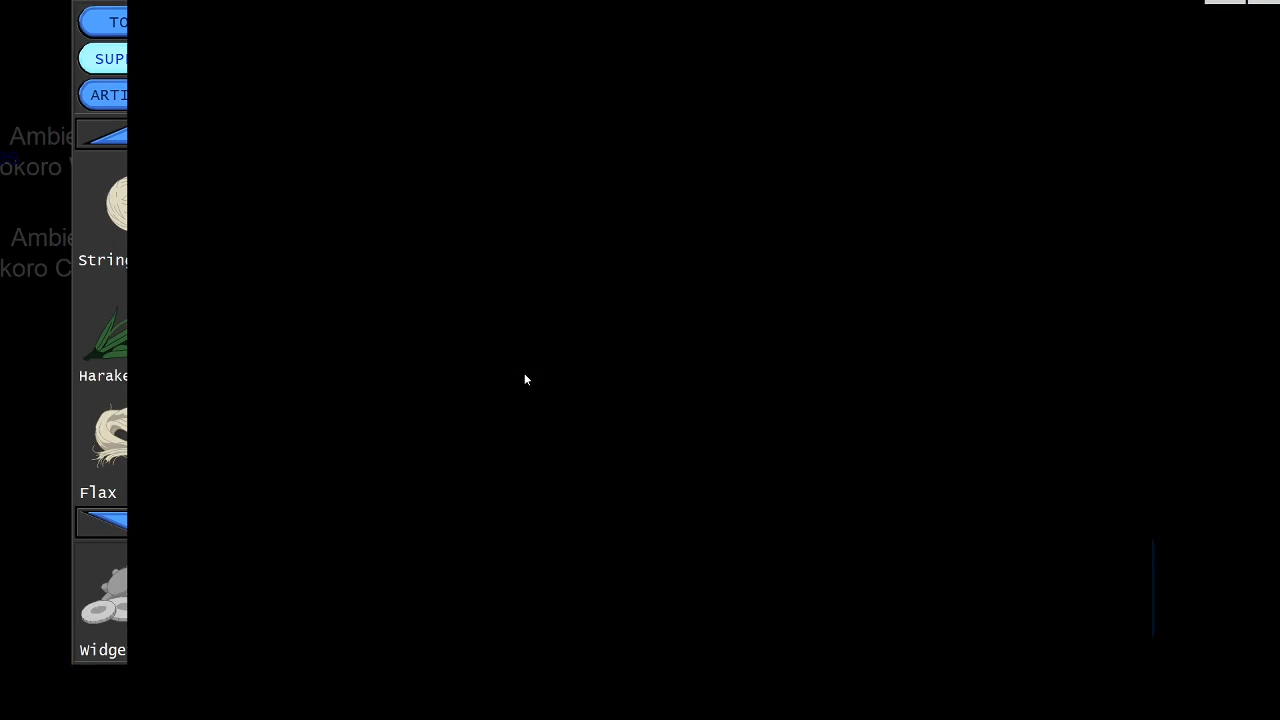 TO
SUP
ARTI
Ambie
okoro
Ambie
koro C
String
Harake
Flax
Widge